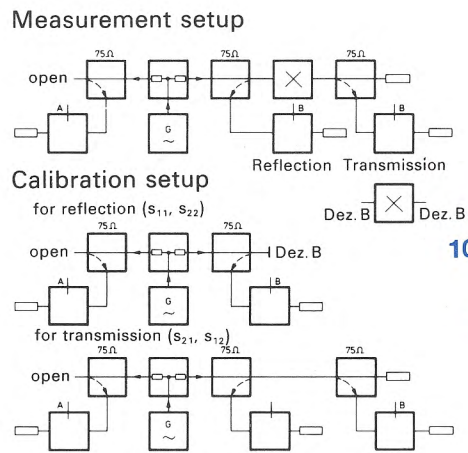 Measurement setup
75Ω 75Ω 75Ω
open
A B B
G
~
Reflection Transmission
Calibration setup
for reflection (s11, s22)
Dez. B Dez. B
75Ω 75Ω
10
open Dez. B
A B
G
~
for transmission (s21, s12)
75Ω 75Ω 75Ω
open
A B
G
~